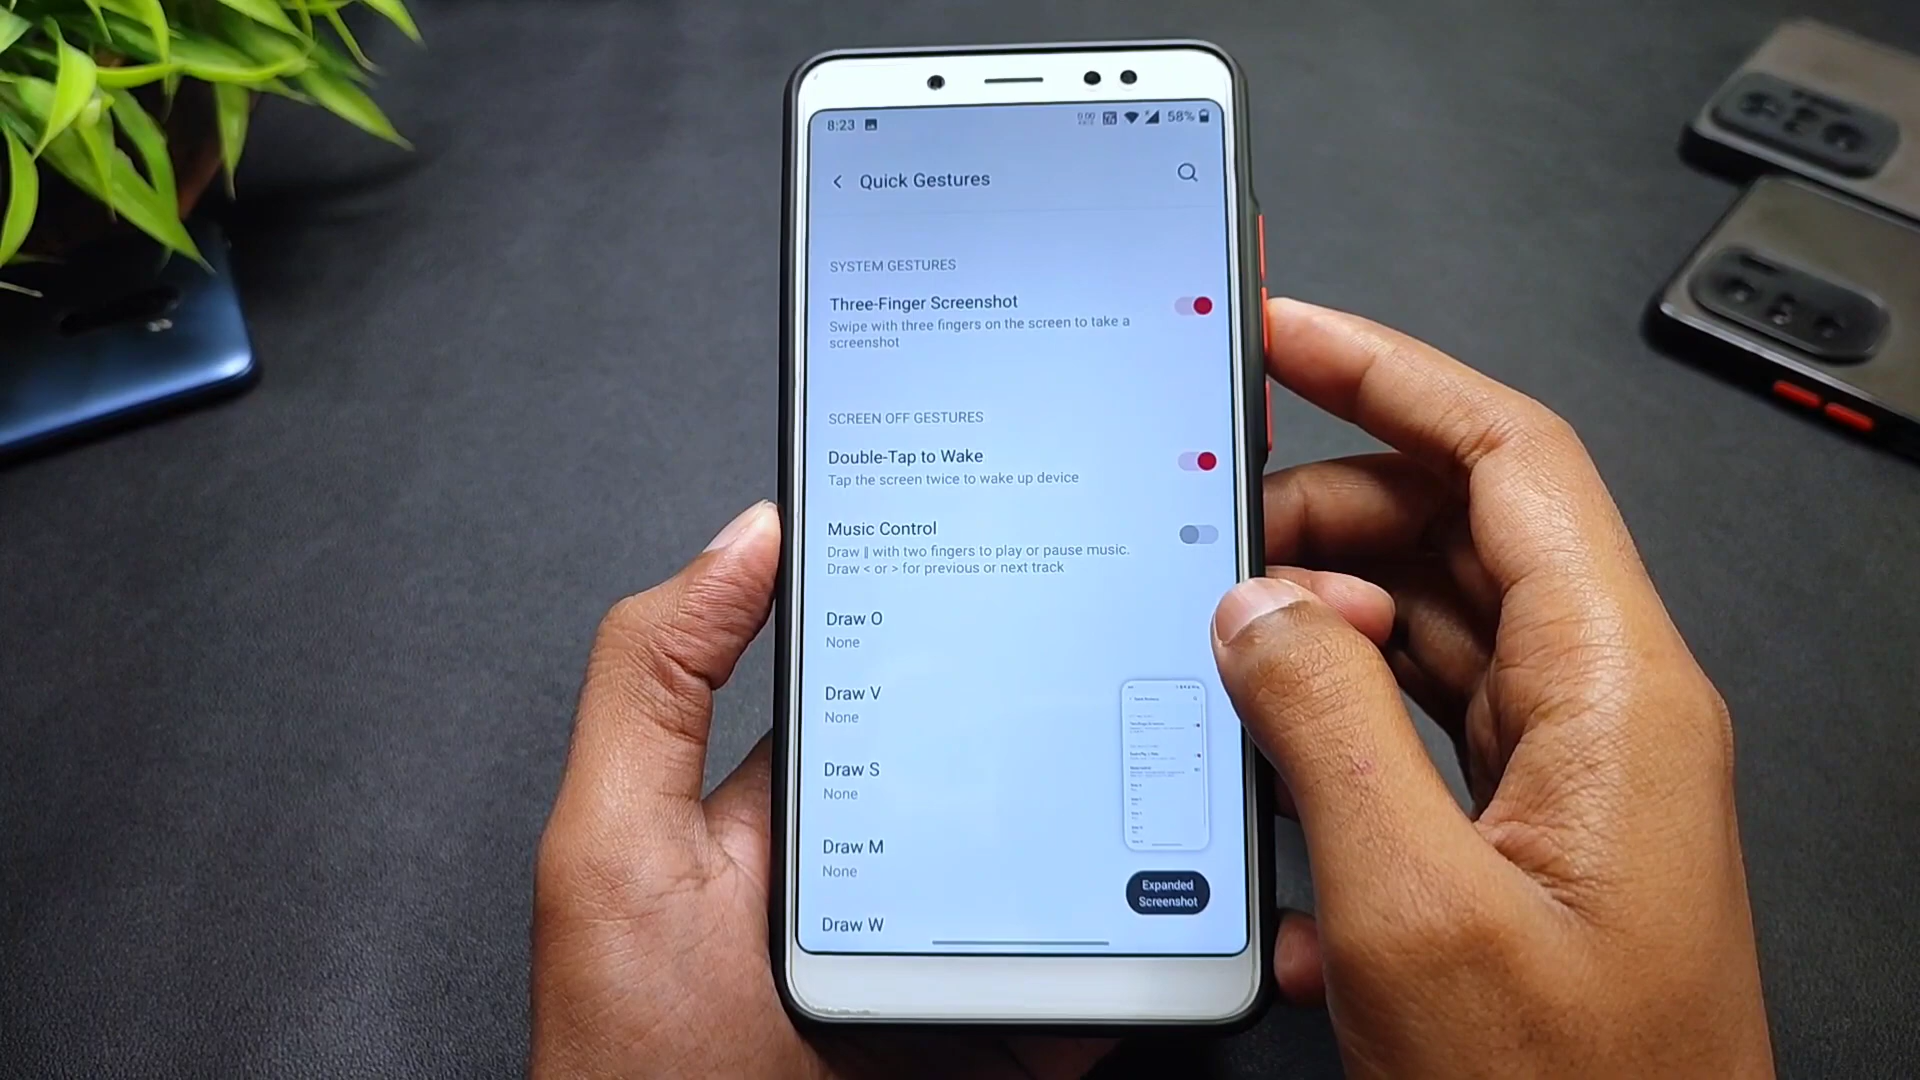 8:23
58%
Quick Gestures
SYSTEM GESTURES
Three-Finger Screenshot
Swipe with three fingers on the screen to take a
screenshot
SCREEN OFF GESTURES
Double-Tap to Wake
Tap the screen twice to wake up device
Music Control
Draw || with two fingers to play or pause music.
Draw < or > for previous or next track
Draw O
None
Draw V
None
Draw S
None
Draw M
None
Draw W
Expanded
Screenshot